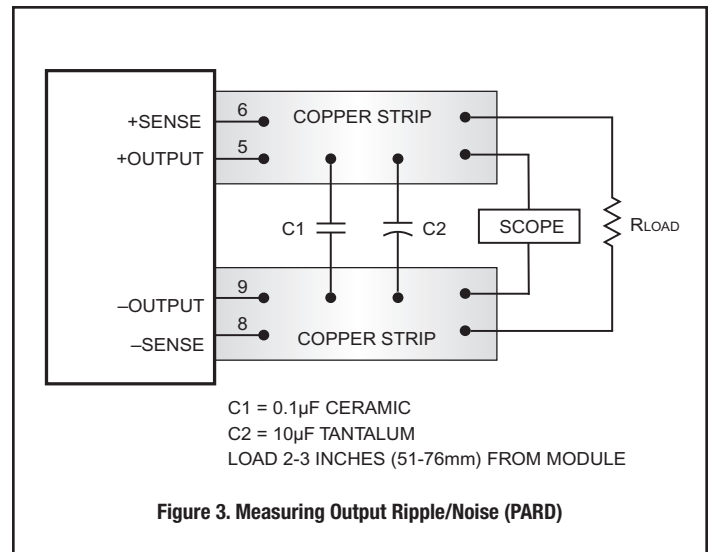 +SENSE
6
COPPER STRIP
+OUTPUT
5
C1
C2
SCOPE
RLOAD
–OUTPUT
9
–SENSE
8
COPPER STRIP
C1 = 0.1µF CERAMIC
C2 = 10µF TANTALUM
LOAD 2-3 INCHES (51-76mm) FROM MODULE
Figure 3. Measuring Output Ripple/Noise (PARD)